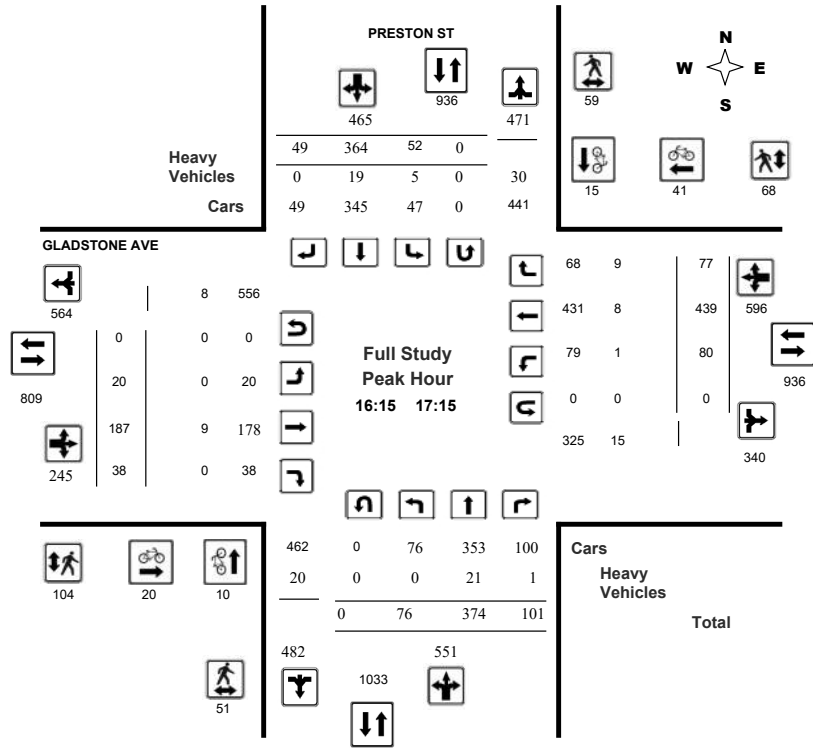 PRESTON ST
N
W E
S
936
465 471 59
49 364 52 0
Heavy
Vehicles 0 19 5 0 30
15 41 68
Cars 49 345 47 0 441
GLADSTONE AVE
68 9 77
564 8 556
596
431 8 439
0 0 0
Full Study
Peak Hour
16:15 17:15
79 1 80
809 20 0 20
936
0 0 0
187 9 178
325 15
340
245 38 0 38
462 0 76 353 100 Cars
20 0 0 21 1 Heavy
Vehicles
104 20 10
0 76 374 101 Total
482 551
1033
51